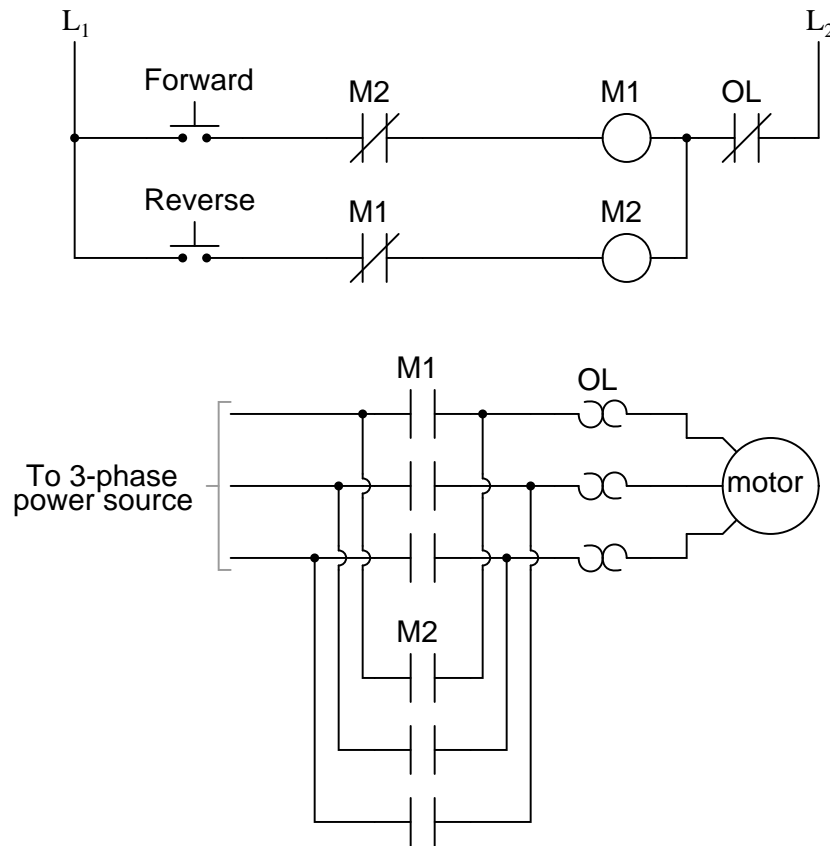 L1 L2
Forward
M2 M1 OL
Reverse
M1 M2
M1 OL
To 3-phase
power source
motor
M2